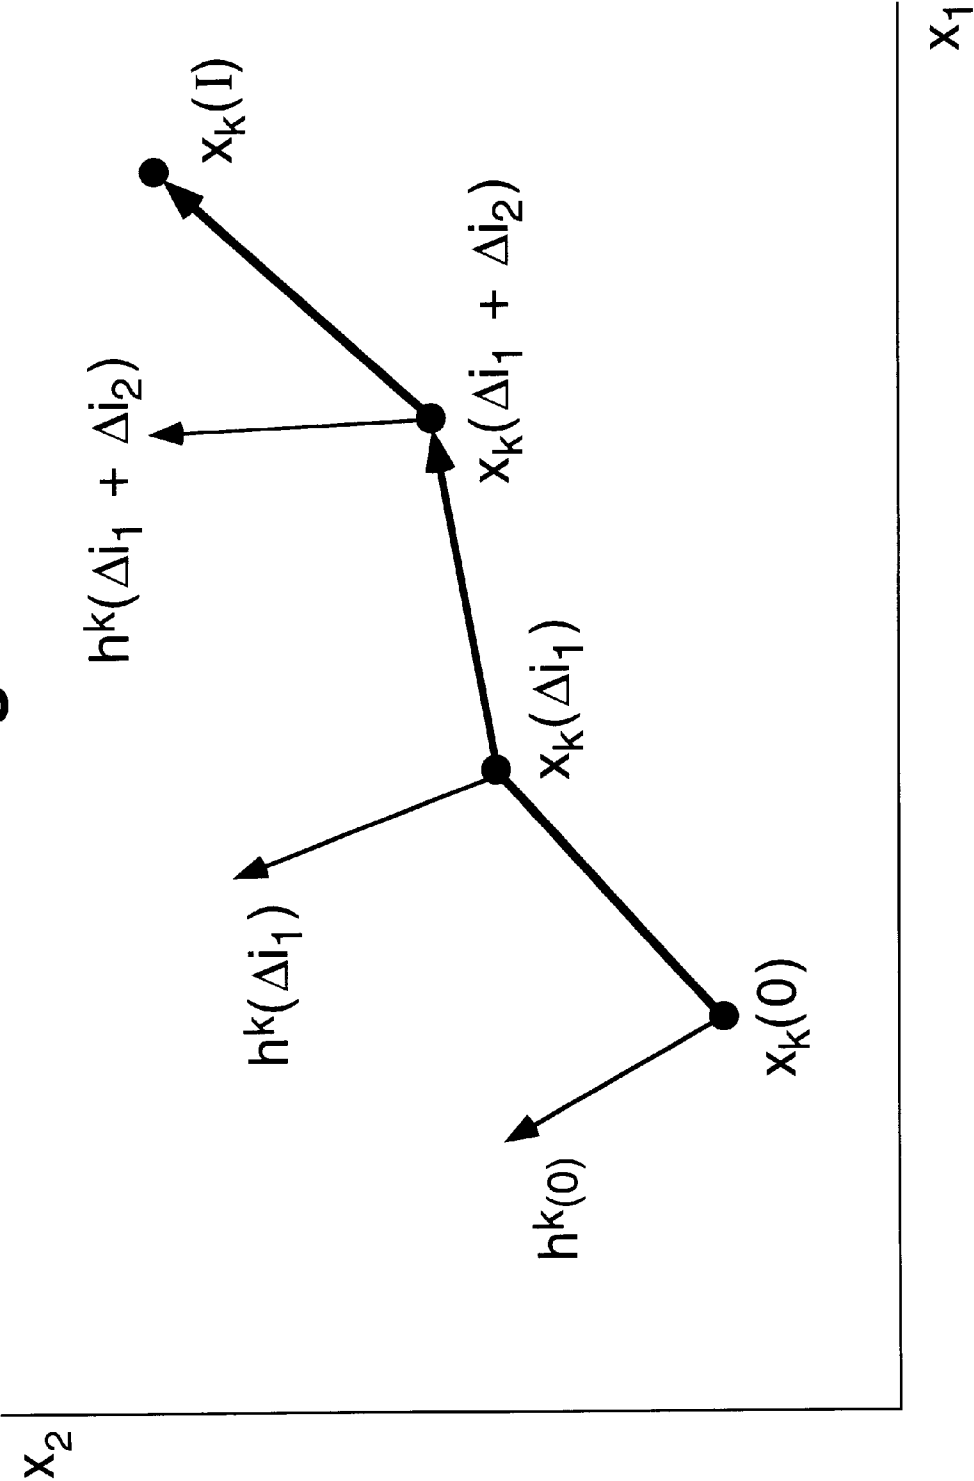 x₂
hᵏ(Δi₁ + Δi₂)
xₖ(I)
hᵏ(Δi₁)
xₖ(Δi₁ + Δi₂)
hᵏ(0)
xₖ(Δi₁)
xₖ(0)
x₁